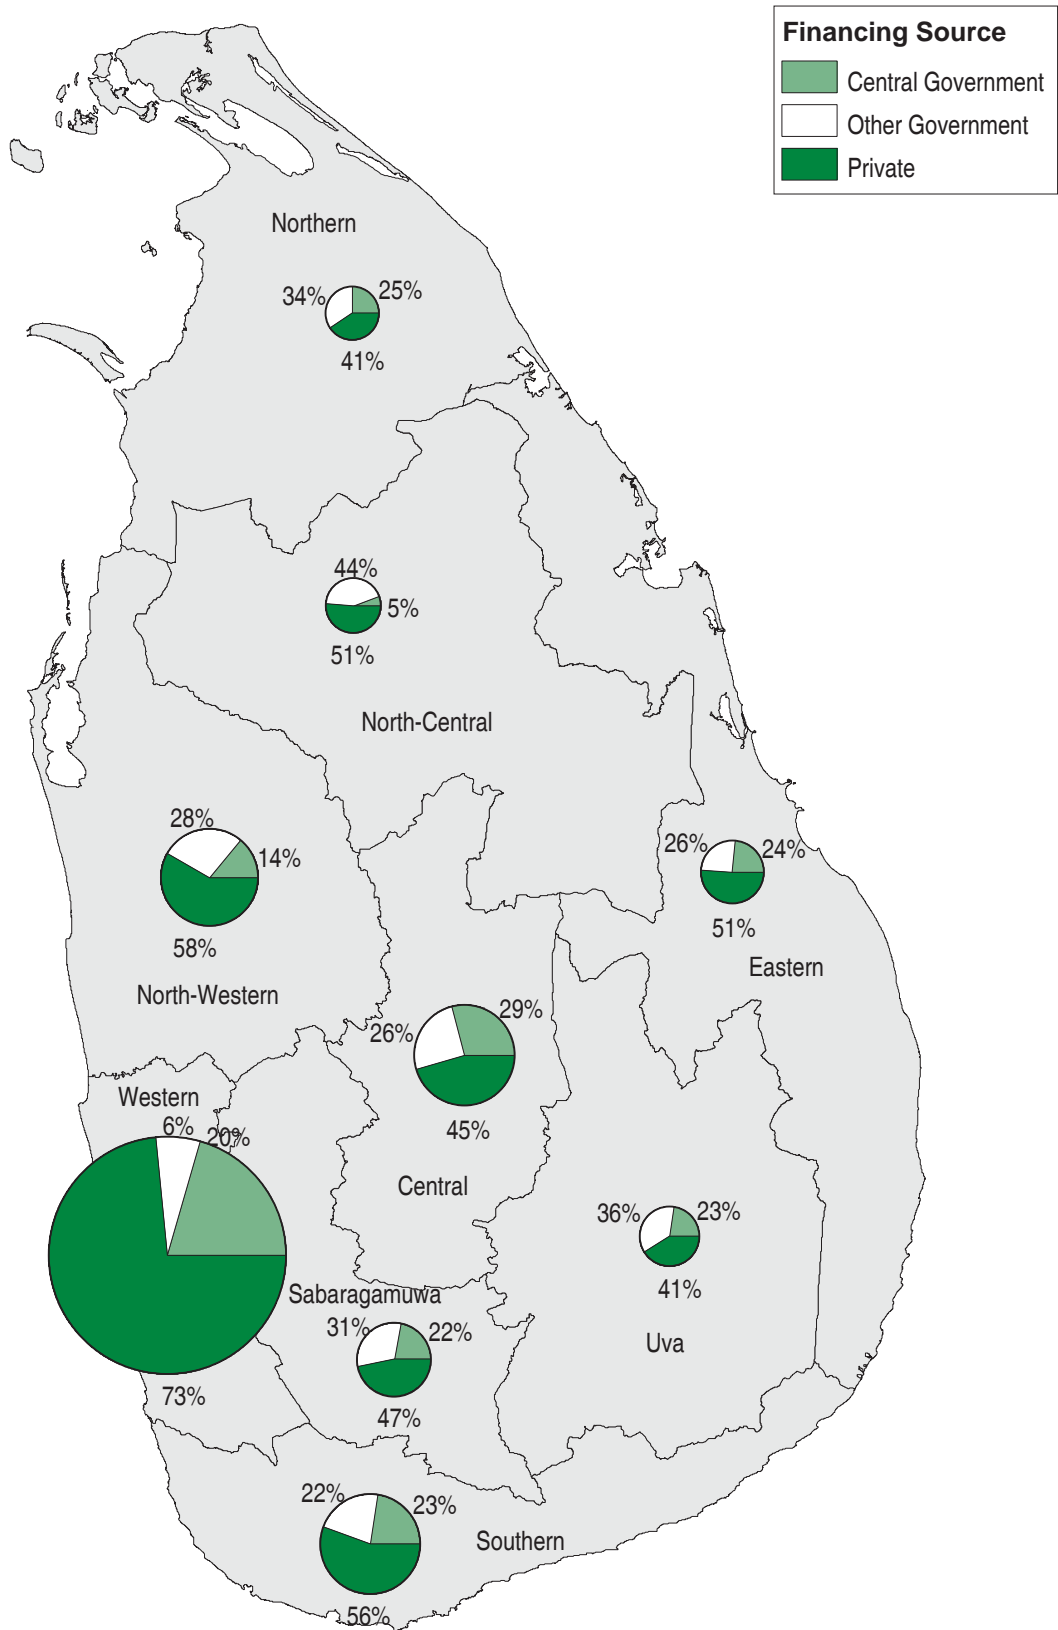 Financing Source
Central Government
Other Government
Private
Northern
34%
25%
41%
44%
5%
51%
North-Central
28%
14%
58%
North-Western
26%
24%
51%
Eastern
26%
29%
45%
Central
Western
6%
20%
73%
36%
23%
41%
Uva
Sabaragamuwa
31%
22%
47%
22%
23%
Southern
56%